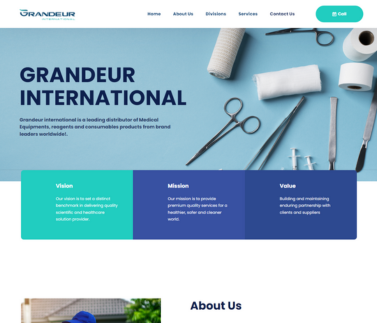 GRANDEUR
INTERNATIONAL
Home
About Us
Divisions
Services
Contact Us
Call
GRANDEUR
INTERNATIONAL
Grandeur international is a leading distributor of Medical
Equipments, reagents and consumables products from brand
leaders worldwide!.
Vision
Our vision is to set a distinct
benchmark in delivering quality
scientific and healthcare
solution provider
Mission
Our mission is to provide
premium quality services for a
healthier, safer and cleaner
world.
Value
Building and maintaining
enduring partnership with
clients and suppliers
About Us